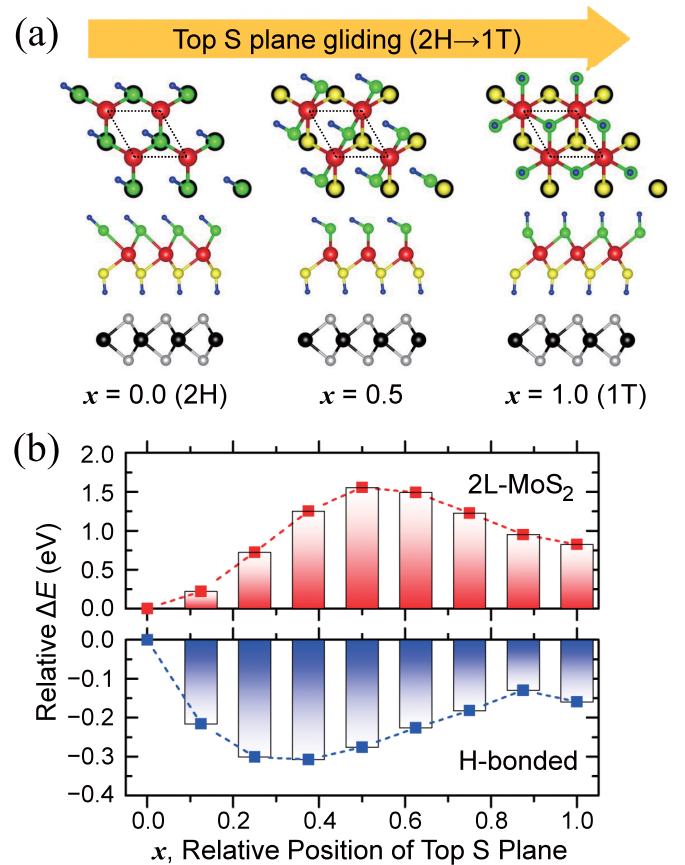 (a)
Top S plane gliding (2H→1T)
x = 0.0 (2H)
x = 0.5
x = 1.0 (1T)
(b)
2.0
1.5
1.0
0.5
0.0
2L-MoS₂
Relative ΔE (eV)
0.0
−0.1
−0.2
−0.3
−0.4
H-bonded
0.0 0.2 0.4 0.6 0.8 1.0
x, Relative Position of Top S Plane